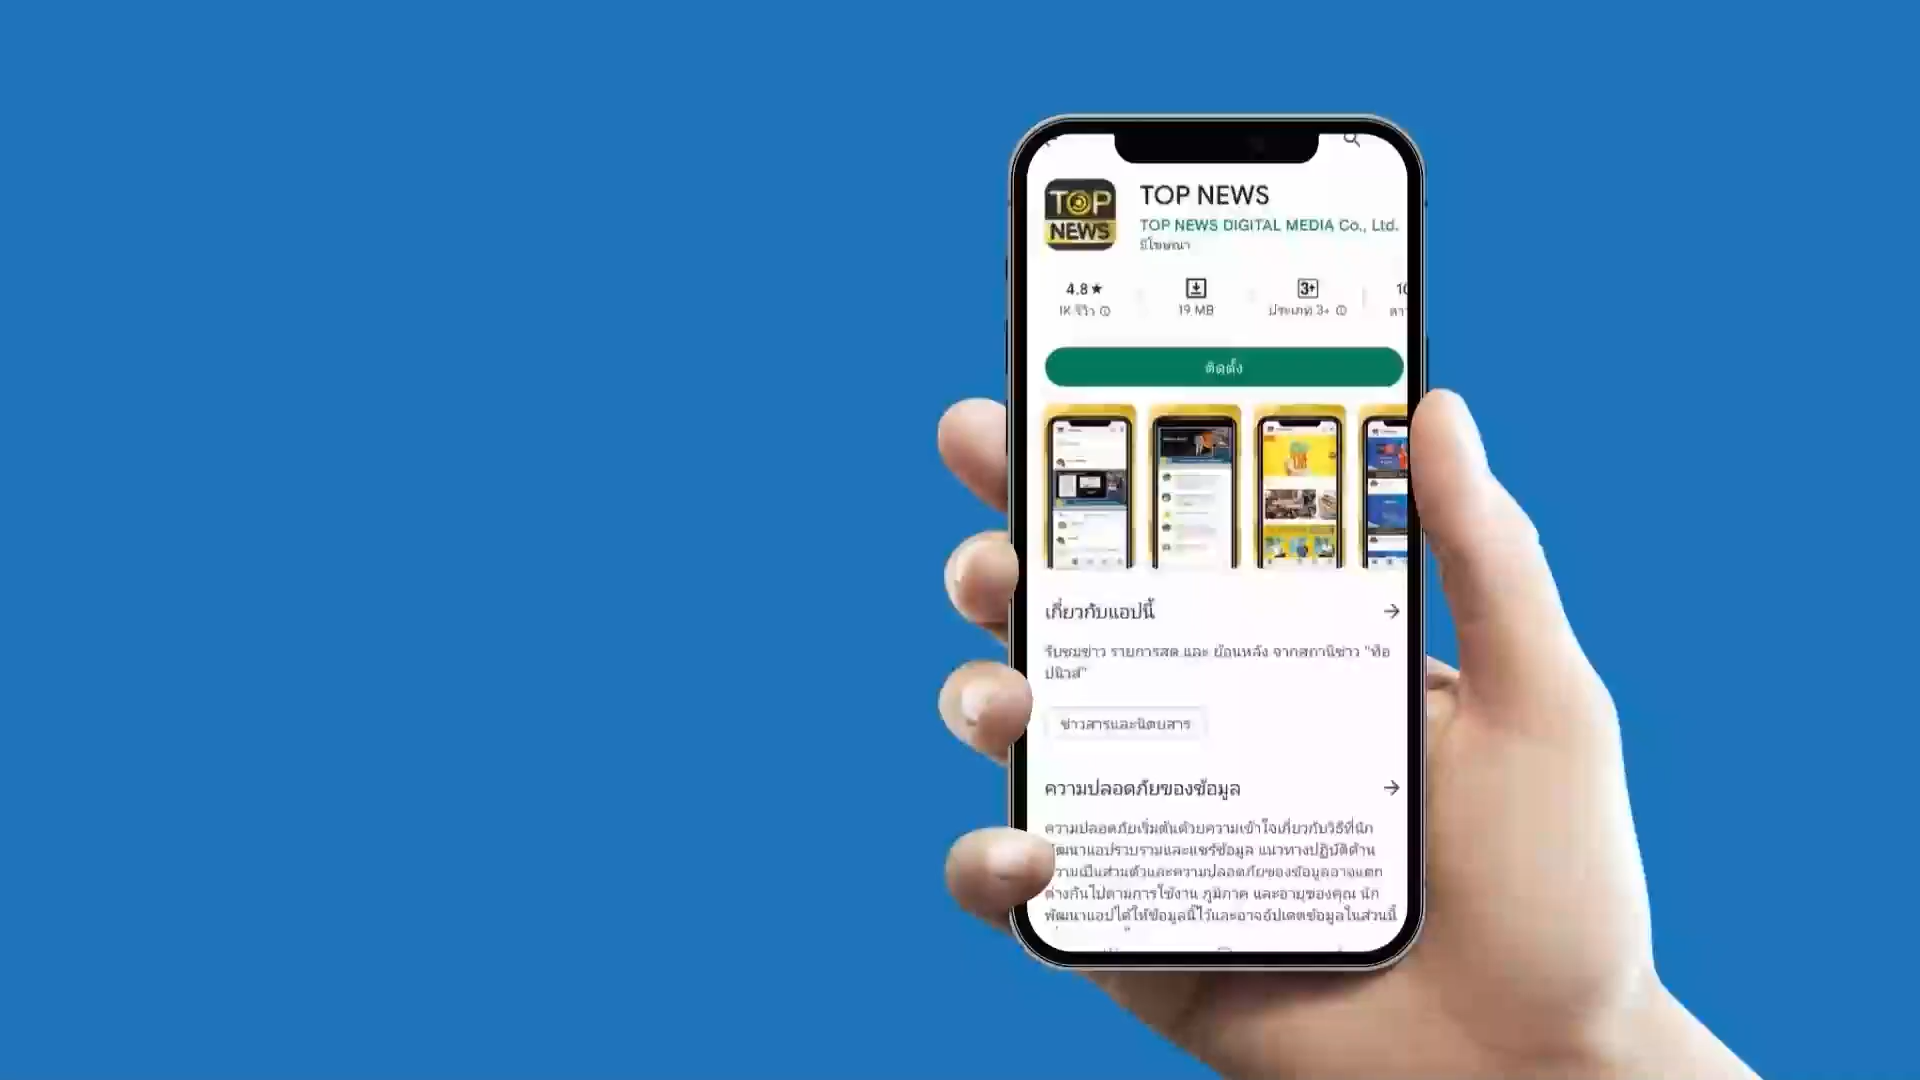 TOP NEWS
TOP NEWS
TOP NEWS DIGITAL MEDIA Co., Ltd.
มีโฆษณา
4.8★
1K รีวิว
19 MB
3+
ประเภท 3+
ติดตั้ง
เกี่ยวกับแอปนี้
รับชมข่าว รายการสด และ ย้อนหลัง จากสถานีข่าว "ท็อ
ปนิวส์"
ข่าวสารและนิตยสาร
ความปลอดภัยของข้อมูล
ความปลอดภัยเริ่มต้นด้วยความเข้าใจเกี่ยวกับวิธีที่นัก
ัฒนาแอปรวบรวมและแชร์ข้อมูล แนวทางปฏิบัติด้าน
วามเป็นส่วนตัวและความปลอดภัยของข้อมูลอาจแตก
ต่างกันไปตามการใช้งาน ภูมิภาค และอายุของคุณ นัก
พัฒนาแอปได้ให้ข้อมูลนี้ไว้และอาจอัปเดตข้อมูลในส่วนนี้